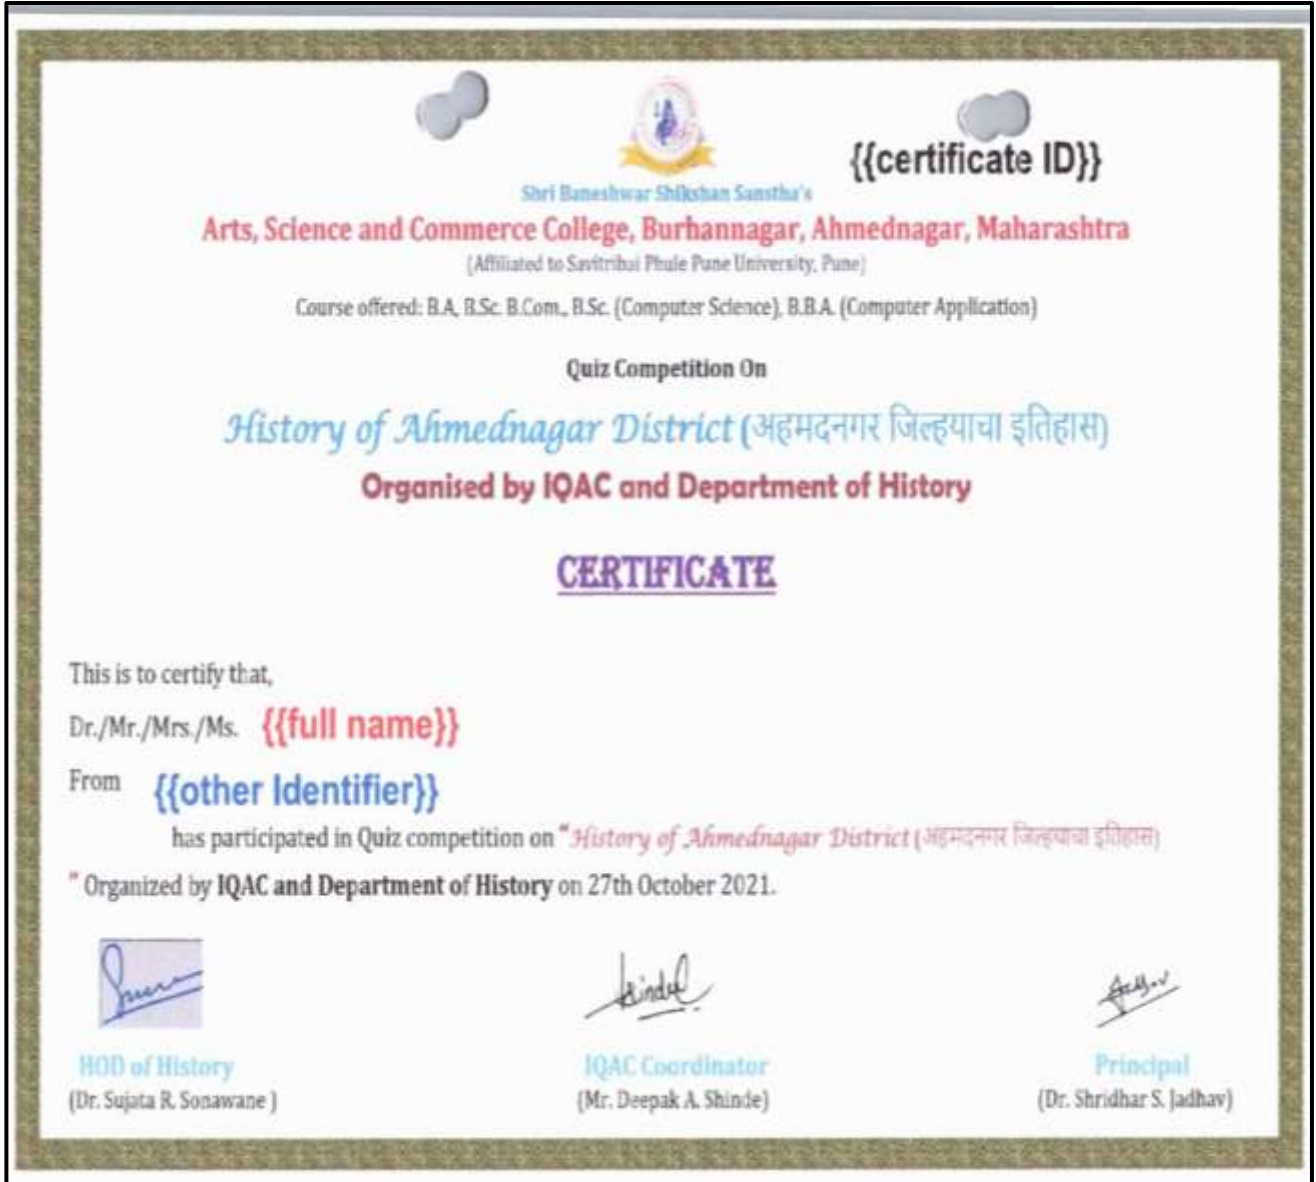 {{certificate ID}}
Shri Baneshwar Shikshan Sanstha's
Arts, Science and Commerce College, Burhannagar, Ahmednagar, Maharashtra
(Affiliated to Savitribai Phule Pune University, Pune)
Course offered: B.A, B.Sc. B.Com., B.Sc. (Computer Science), B.B.A. (Computer Application)
Quiz Competition On
History of Ahmednagar District (अहमदनगर जिल्हयाचा इतिहास)
Organised by IQAC and Department of History
CERTIFICATE
This is to certify that,
Dr./Mr./Mrs./Ms. {{full name}}
From {{other Identifier}}
has participated in Quiz competition on "History of Ahmednagar District (अहमदनगर जिल्हयाचा इतिहास)
" Organized by IQAC and Department of History on 27th October 2021.
HOD of History IQAC Coordinator Principal
(Dr. Sujata R. Sonawane ) (Mr. Deepak A. Shinde) (Dr. Shridhar S. Jadhav)